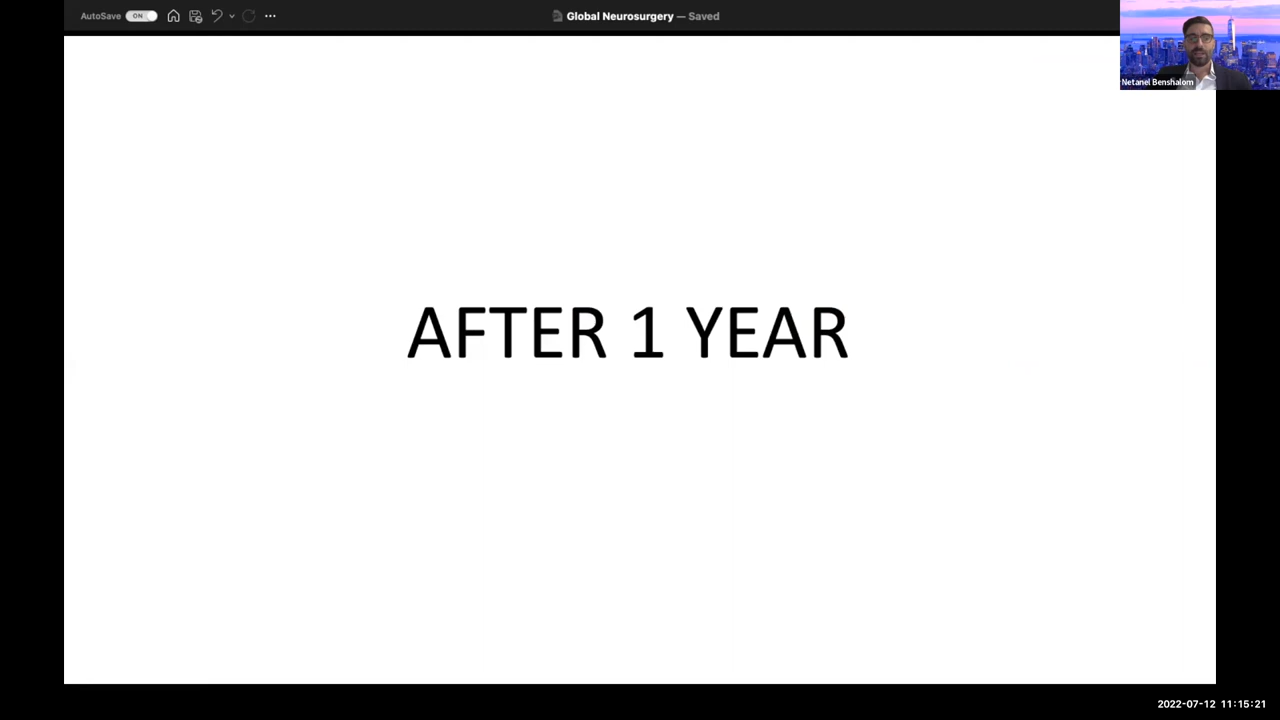 AutoSave ON Global Neurosurgery — Saved
Netanel Benshalom
AFTER 1 YEAR
2022-07-12 11:15:21